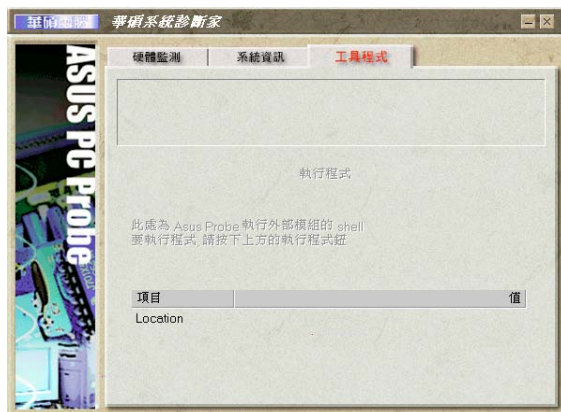 華碩電腦 華碩系統診斷家
ASUS PC Probe
硬體監測 系統資訊 工具程式
執行程式
此處為 Asus Probe 執行外部模組的 shell
要執行程式, 請按下上方的執行程式鈕
項目 值
Location